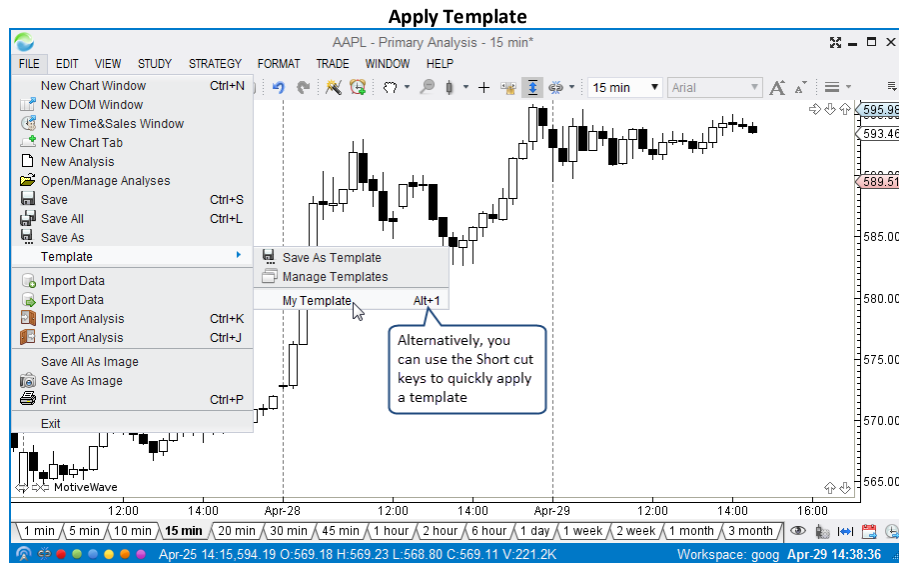 Apply Template
AAPL - Primary Analysis - 15 min*
FILE EDIT VIEW STUDY STRATEGY FORMAT TRADE WINDOW HELP
15 min Arial A A
New Chart Window Ctrl+N
New DOM Window
New Time&Sales Window
New Chart Tab
New Analysis
Open/Manage Analyses
Save Ctrl+S
Save All Ctrl+L
Save As
Template
Save As Template
Manage Templates
My Template Alt+1
Alternatively, you
can use the Short cut
keys to quickly apply
a template
Import Data
Export Data
Import Analysis Ctrl+K
Export Analysis Ctrl+J
Save All As Image
Save As Image
Print Ctrl+P
Exit
595.98
593.46
589.51
585.00
580.00
575.00
570.00
565.00
MotiveWave
12:00 14:00 Apr-28 12:00 14:00 Apr-29 12:00 14:00 16:00
1 min 5 min 10 min 15 min 20 min 30 min 45 min 1 hour 2 hour 6 hour 1 day 1 week 2 week 1 month 3 month
Apr-25 14:15,594.19 O:569.18 H:569.23 L:568.80 C:569.11 V:221.2K Workspace: goog Apr-29 14:38:36